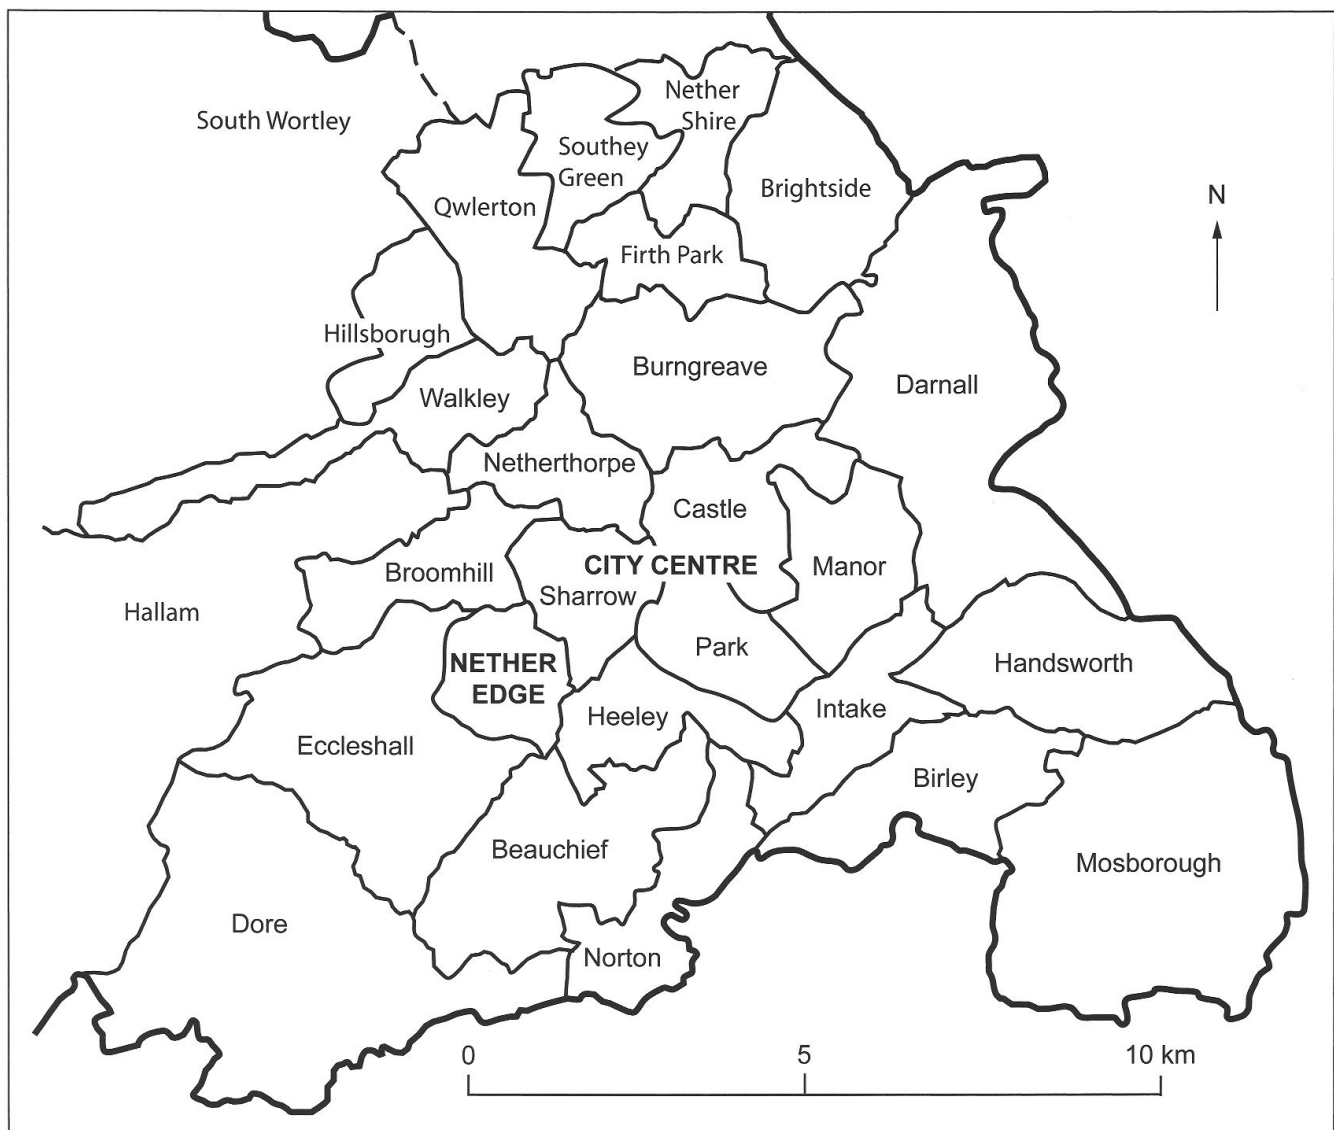 Nether
Shire
South Wortley
Southey
Green
Brightside
N
Qwlerton
Firth Park
Hillsborough
Burngreave
Darnall
Walkley
Netherthorpe
Castle
CITY CENTRE
Manor
Broomhill
Sharrow
Hallam
Park
Handsworth
NETHER
EDGE
Intake
Heeley
Eccleshall
Birley
Beauchief
Mosborough
Dore
Norton
0 5 10 km